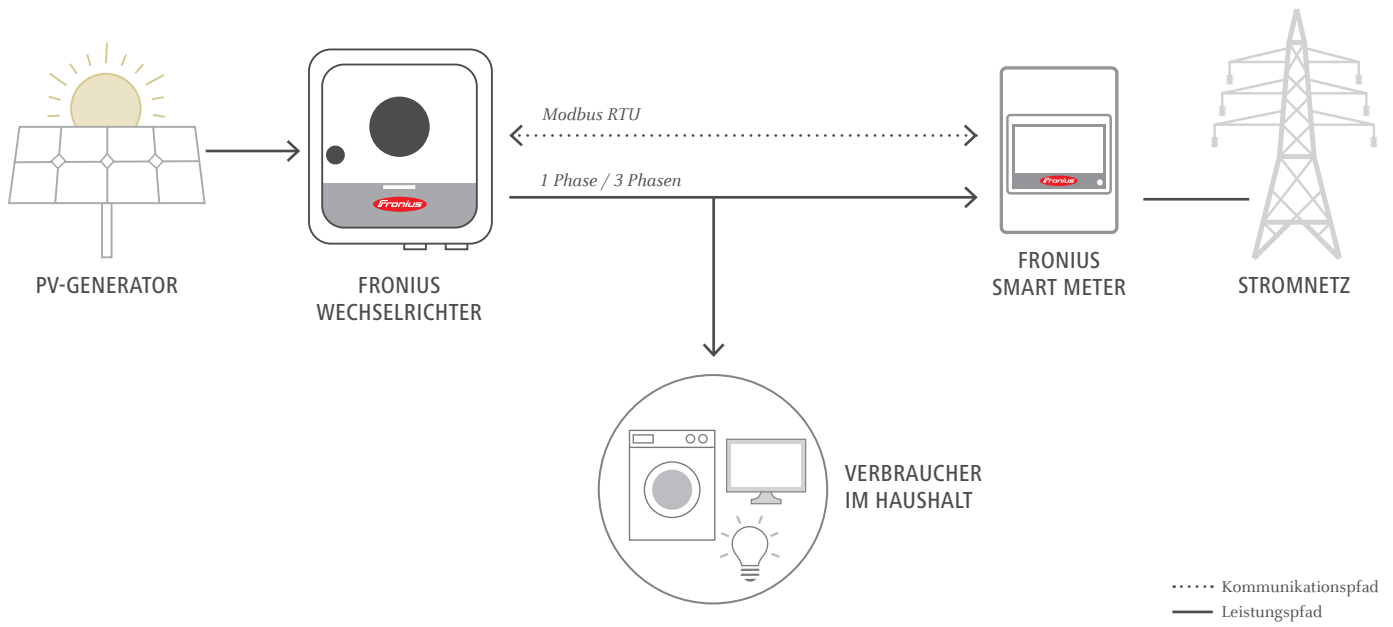 Modbus RTU
1 Phase / 3 Phasen
Fronius
Fronius
PV-GENERATOR
FRONIUS
WECHSELRICHTER
FRONIUS
SMART METER
STROMNETZ
VERBRAUCHER
IM HAUSHALT
Kommunikationspfad
Leistungspfad